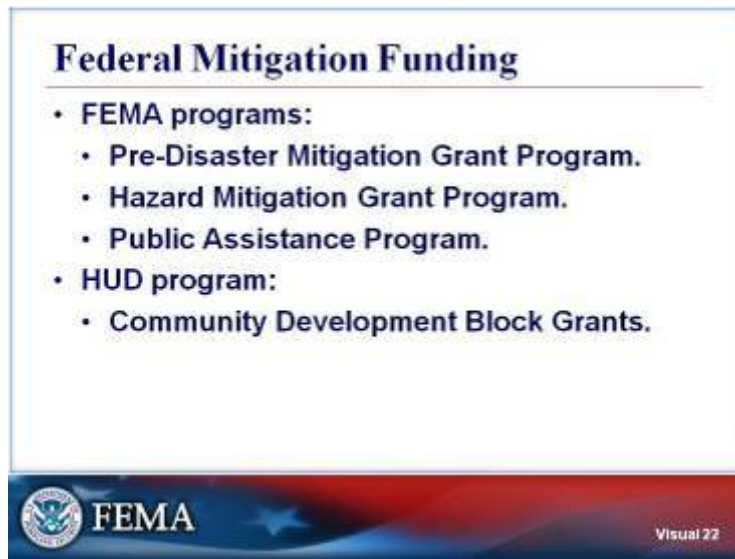 Federal Mitigation Funding
• FEMA programs:
• Pre-Disaster Mitigation Grant Program.
• Hazard Mitigation Grant Program.
• Public Assistance Program.
• HUD program:
• Community Development Block Grants.
FEMA
Visual 22